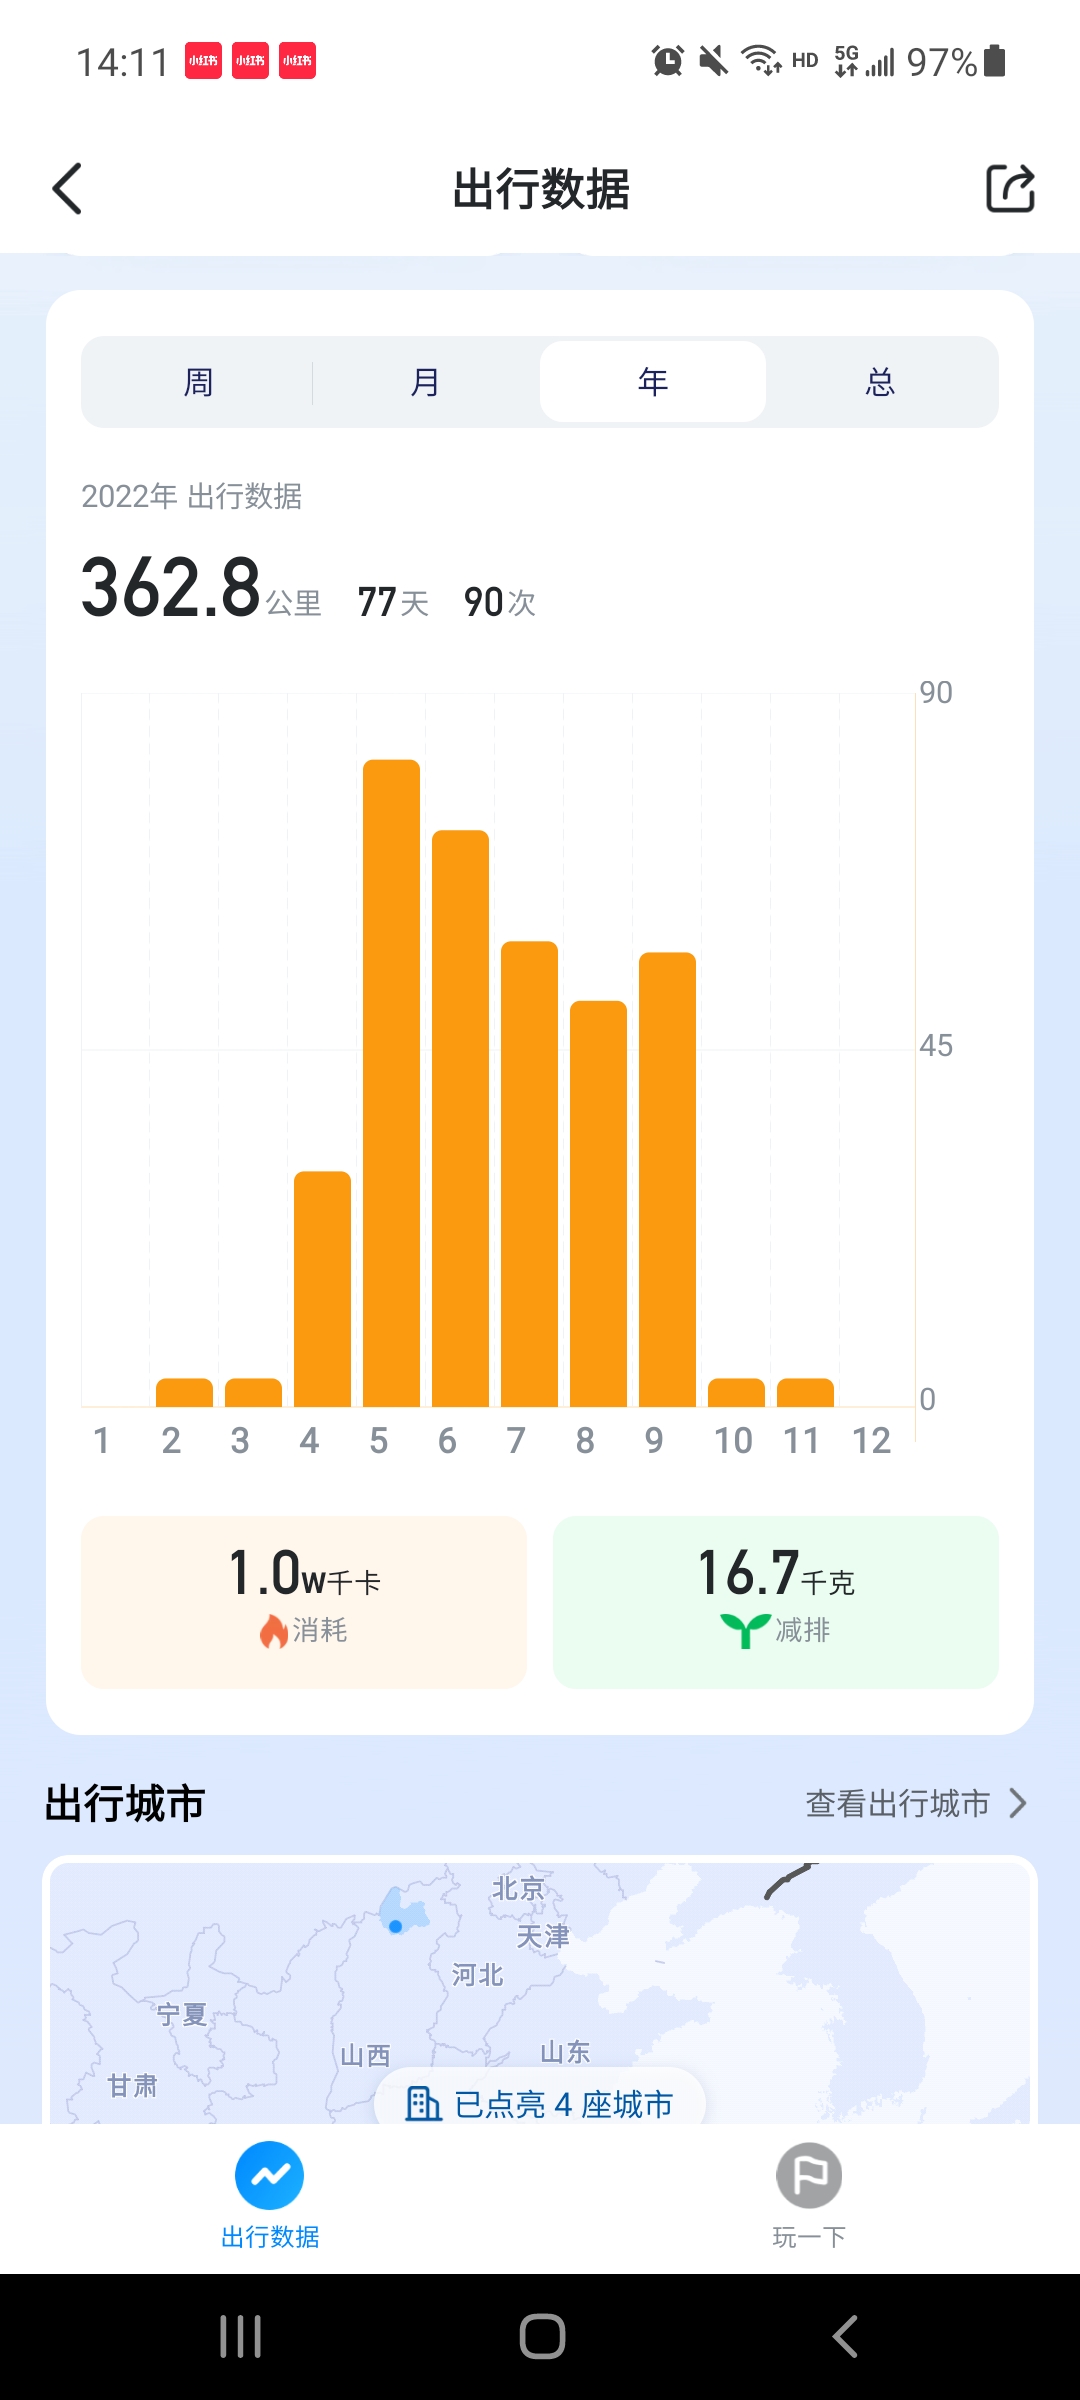 14:11 小红书 小红书 小红书 HD 5G 97%
出行数据
周 月 年 总
2022年 出行数据
362.8公里 77天 90次
90
45
0
1 2 3 4 5 6 7 8 9 10 11 12
1.0w千卡 16.7千克
消耗 减排
出行城市 查看出行城市
北京
天津
河北
宁夏
山西 山东
甘肃
已点亮 4 座城市
出行数据 玩一下